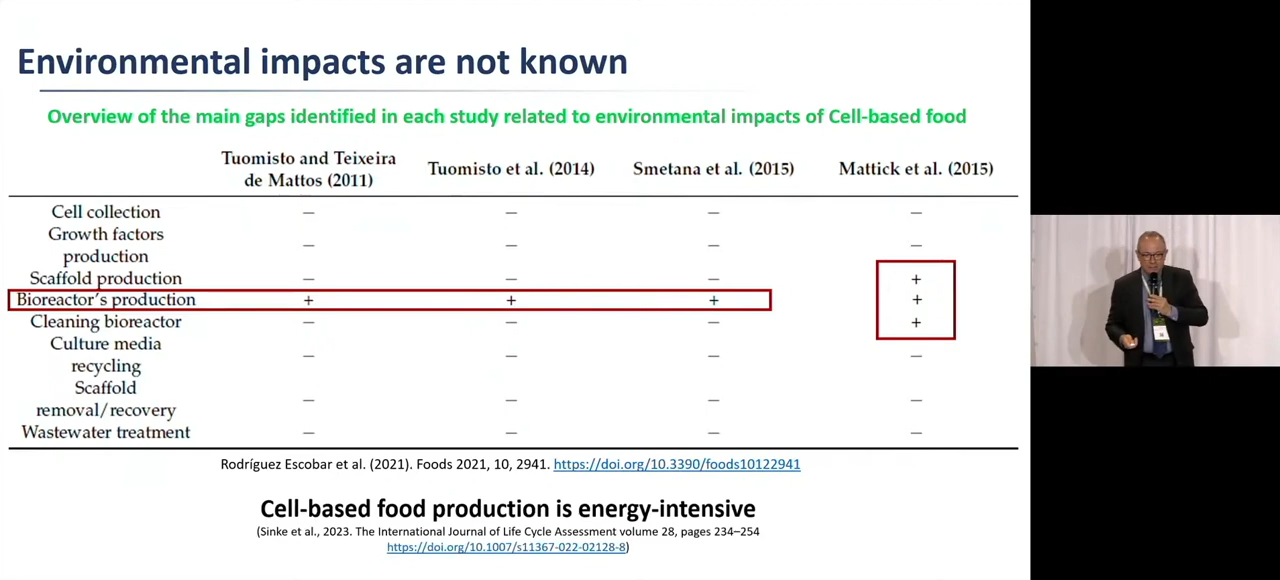 Environmental impacts are not known
Overview of the main gaps identified in each study related to environmental impacts of Cell-based food
Tuomisto and Teixeira
de Mattos (2011)
Tuomisto et al. (2014)
Smetana et al. (2015)
Mattick et al. (2015)
Cell collection — — — —
Growth factors
production — — — —
Scaffold production — — — +
Bioreactor's production + + + +
Cleaning bioreactor — — — +
Culture media
recycling — — — —
Scaffold
removal/recovery — — — —
Wastewater treatment — — — —
Rodríguez Escobar et al. (2021). Foods 2021, 10, 2941. https://doi.org/10.3390/foods10122941
Cell-based food production is energy-intensive
(Sinke et al., 2023. The International Journal of Life Cycle Assessment volume 28, pages 234–254
https://doi.org/10.1007/s11367-022-02128-8)